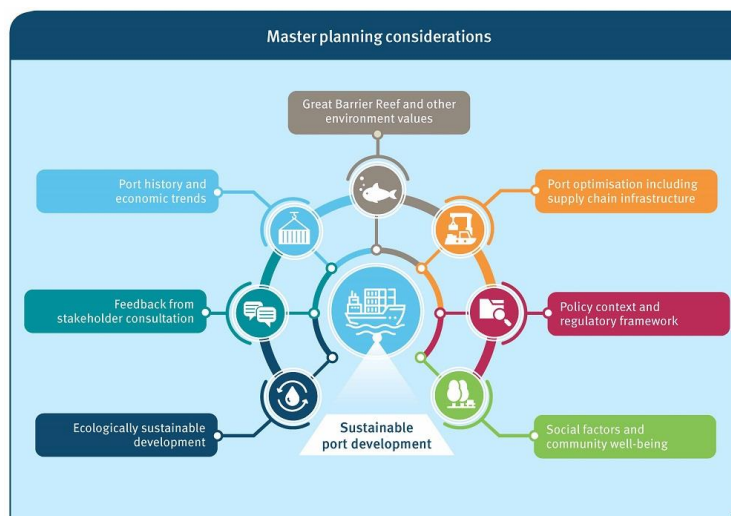 Master planning considerations
Great Barrier Reef and other
environment values
Port history and
economic trends
Port optimisation including
supply chain infrastructure
Feedback from
stakeholder consultation
Policy context and
regulatory framework
Ecologically sustainable
development
Sustainable
port development
Social factors and
community well-being